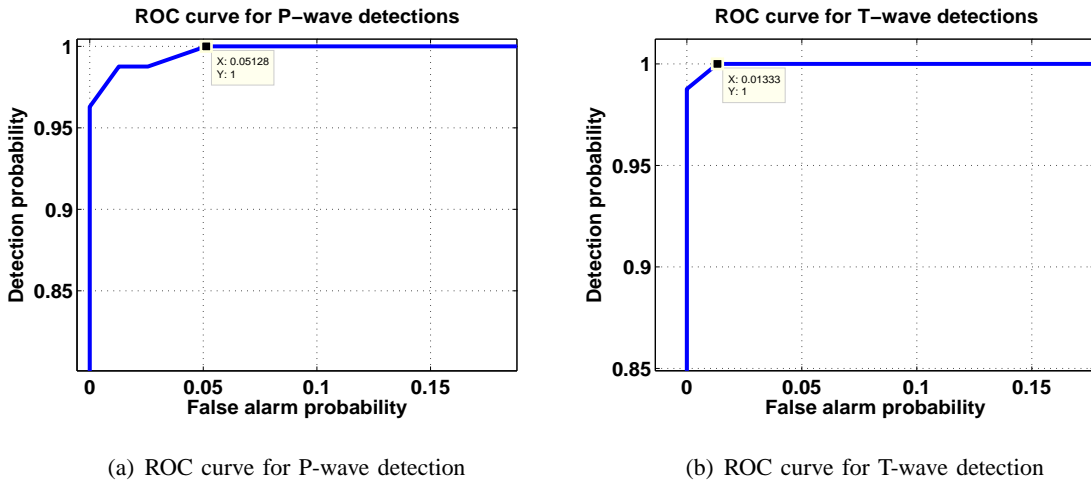 ROC curve for P−wave detections
1
0.95
0.9
0.85
Detection probability
X: 0.05128
Y: 1
0
0.05
0.1
0.15
False alarm probability
(a) ROC curve for P-wave detection
ROC curve for T−wave detections
1
0.95
0.9
0.85
Detection probability
X: 0.01333
Y: 1
0
0.05
0.1
0.15
False alarm probability
(b) ROC curve for T-wave detection